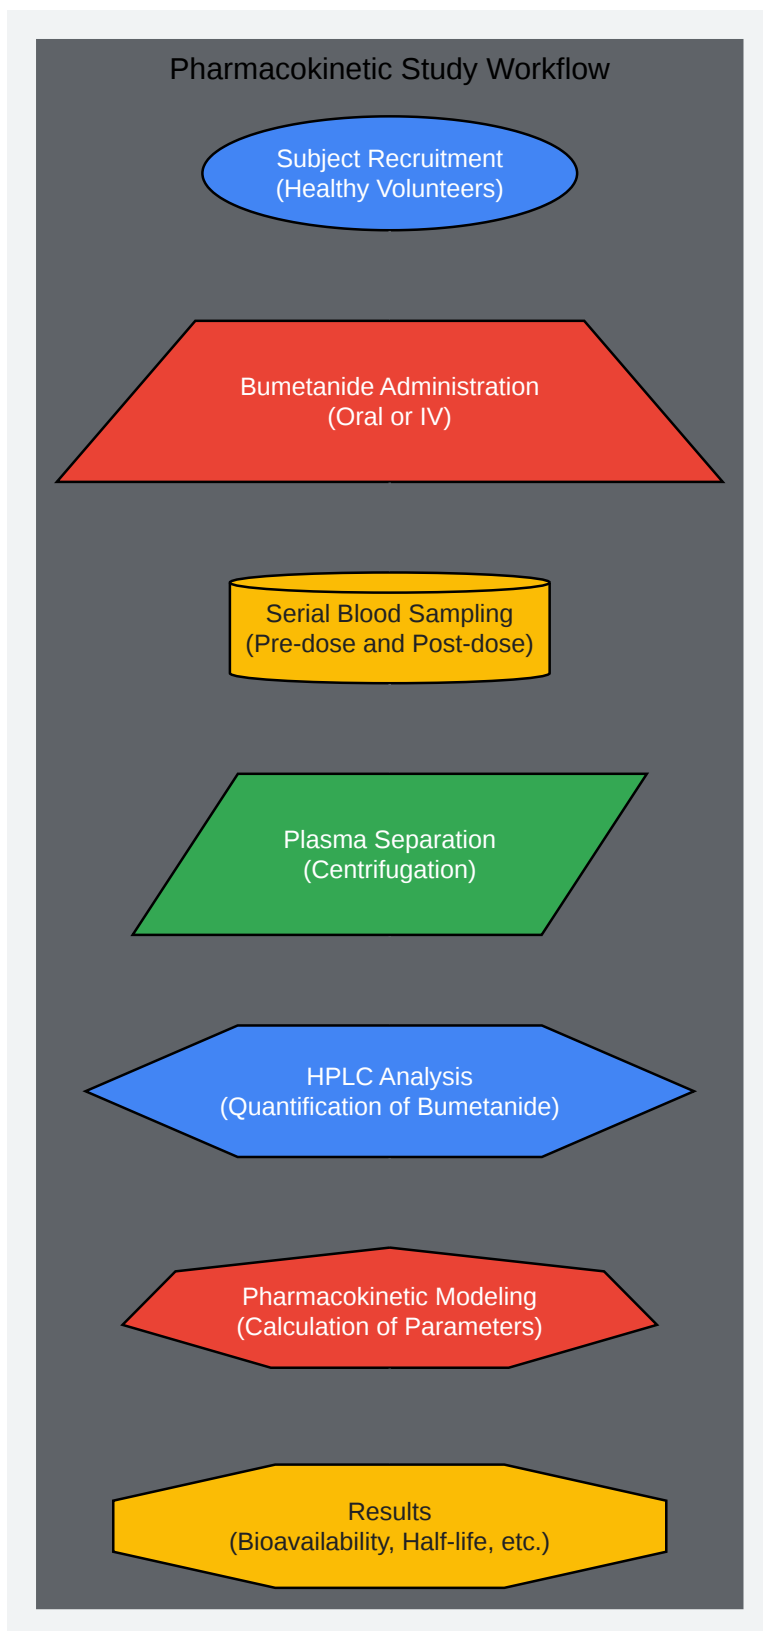 Pharmacokinetic Study Workflow
Subject Recruitment
(Healthy Volunteers)
Bumetanide Administration
(Oral or IV)
Serial Blood Sampling
(Pre-dose and Post-dose)
Plasma Separation
(Centrifugation)
HPLC Analysis
(Quantification of Bumetanide)
Pharmacokinetic Modeling
(Calculation of Parameters)
Results
(Bioavailability, Half-life, etc.)